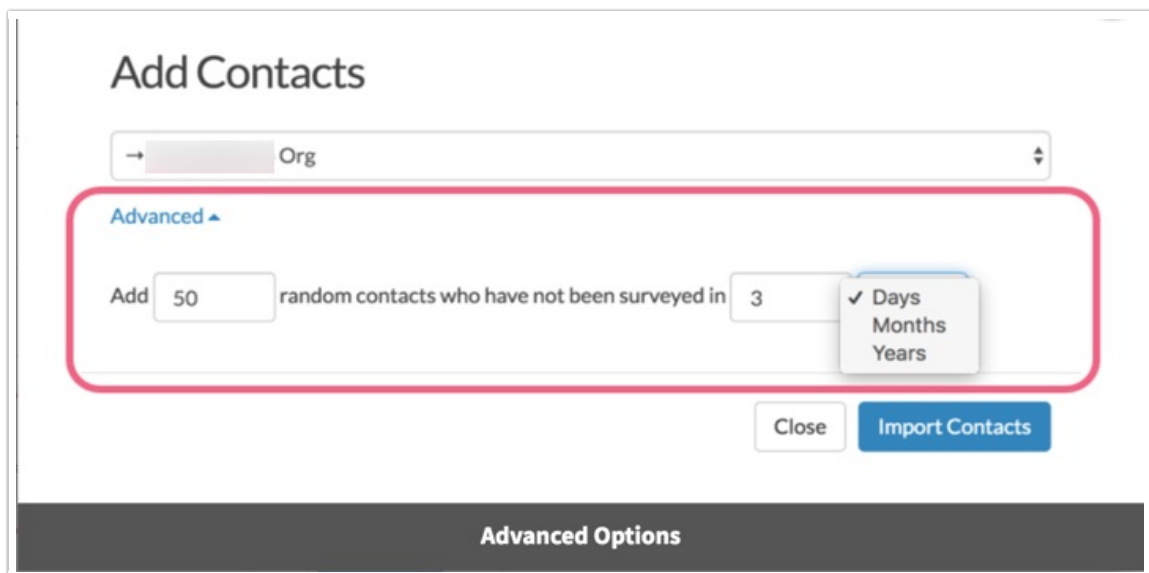 Add Contacts
→ Org
Advanced
Add 50 random contacts who have not been surveyed in 3 ✓ Days
Months
Years
Close Import Contacts
Advanced Options